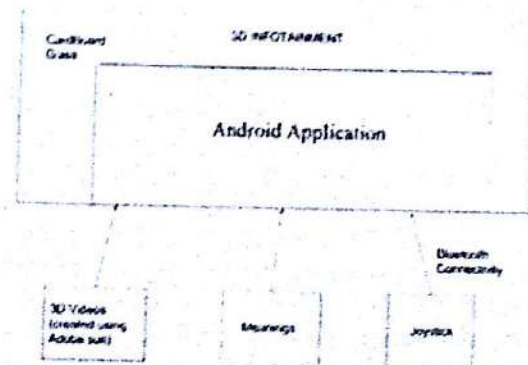 Cardboard
Glass
3D INFOTAINMENT
Android Application
Bluetooth
Connectivity
3D Videos
(created using
Adobe suit)
Meanings
Joystick